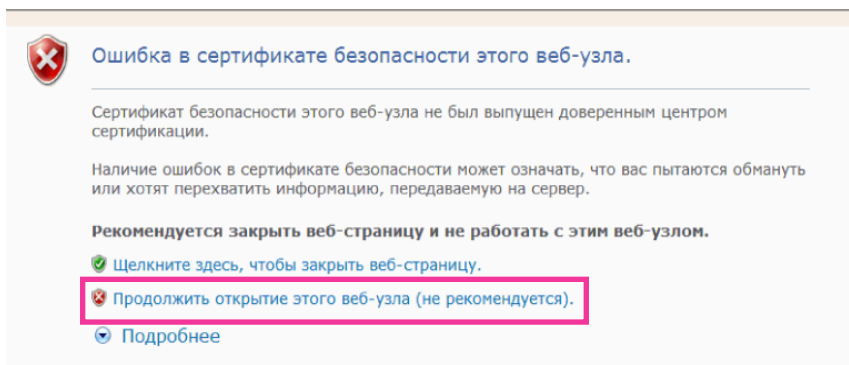 Ошибка в сертификате безопасности этого веб-узла.
Сертификат безопасности этого веб-узла не был выпущен доверенным центром
сертификации.
Наличие ошибок в сертификате безопасности может означать, что вас пытаются обмануть
или хотят перехватить информацию, передаваемую на сервер.
Рекомендуется закрыть веб-страницу и не работать с этим веб-узлом.
Щелкните здесь, чтобы закрыть веб-страницу.
Продолжить открытие этого веб-узла (не рекомендуется).
Подробнее